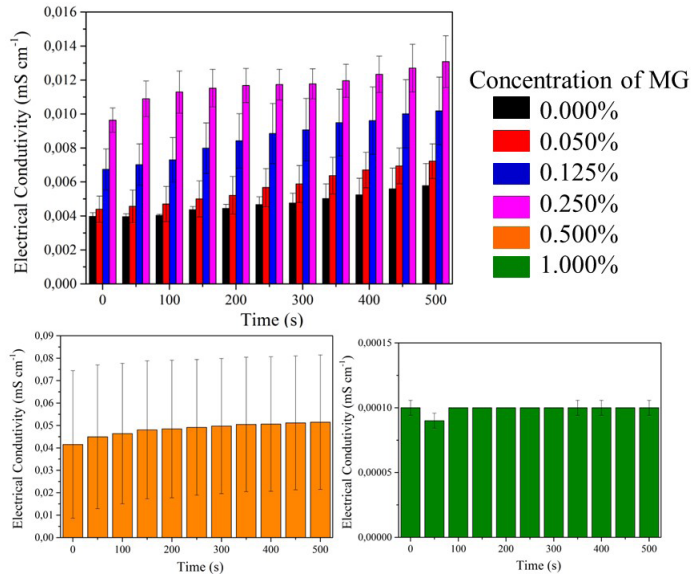 0,016
0,014
0,012
0,010
0,008
0,006
0,004
0,002
0,000
Electrical Condutivity (mS cm⁻¹)
0 100 200 300 400 500
Time (s)
Concentration of MG
0.000%
0.050%
0.125%
0.250%
0.500%
1.000%
0,09
0,08
0,07
0,06
0,05
0,04
0,03
0,02
0,01
0,00
Electrical Condutivity (mS cm⁻¹)
0 100 200 300 400 500
Time (s)
0,00015
0,00010
0,00005
0,00000
Electrical Condutivity (mS cm⁻¹)
0 100 200 300 400 500
Time (s)